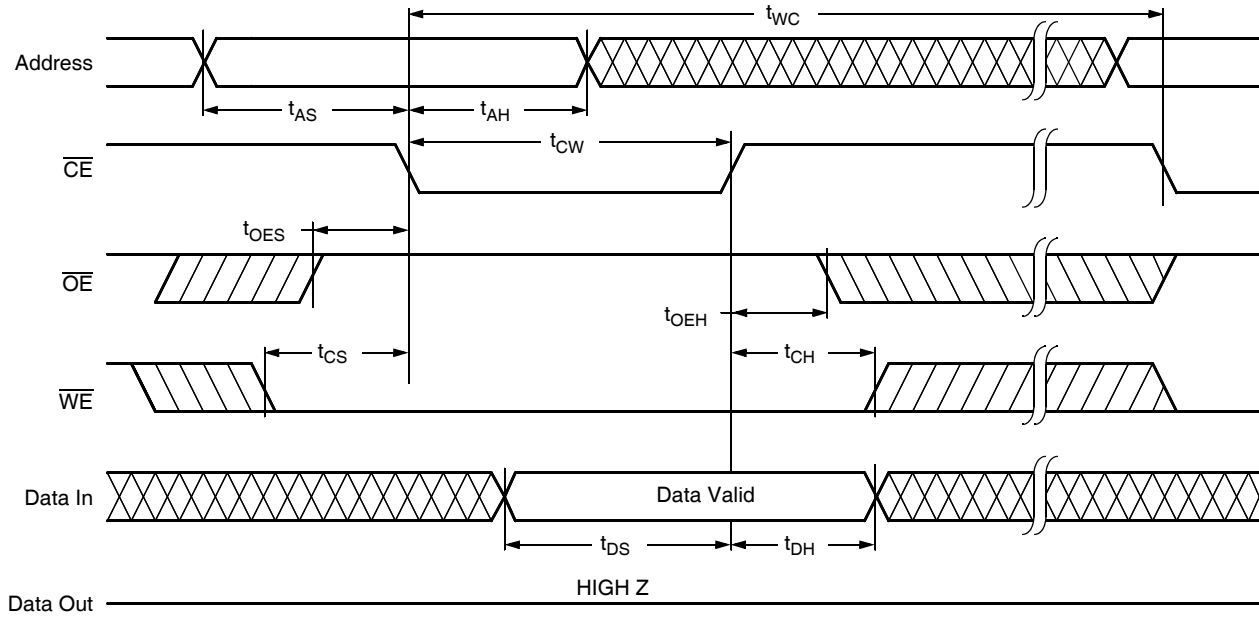 tWC
Address
tAS
tAH
tCW
CE
tOES
OE
tOEH
tCS
tCH
WE
Data In
Data Valid
tDS
tDH
HIGH Z
Data Out